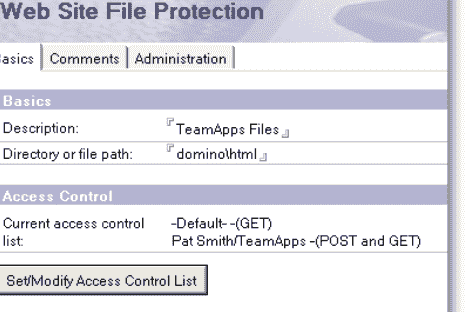 Web Site File Protection
Basics | Comments | Administration
Basics
Description: TeamApps Files
Directory or file path: domino\html
Access Control
Current access control list: -Default- -(GET)
Pat Smith/TeamApps -(POST and GET)
Set/Modify Access Control List